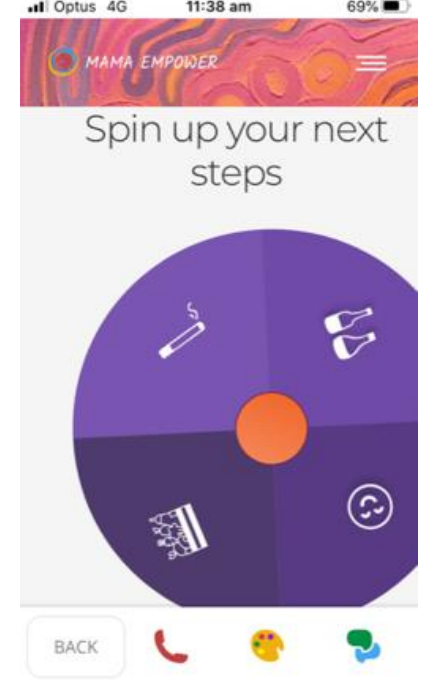 Optus 4G 11:38 am 69%
MAMA EMPOWER
Spin up your next
steps
BACK